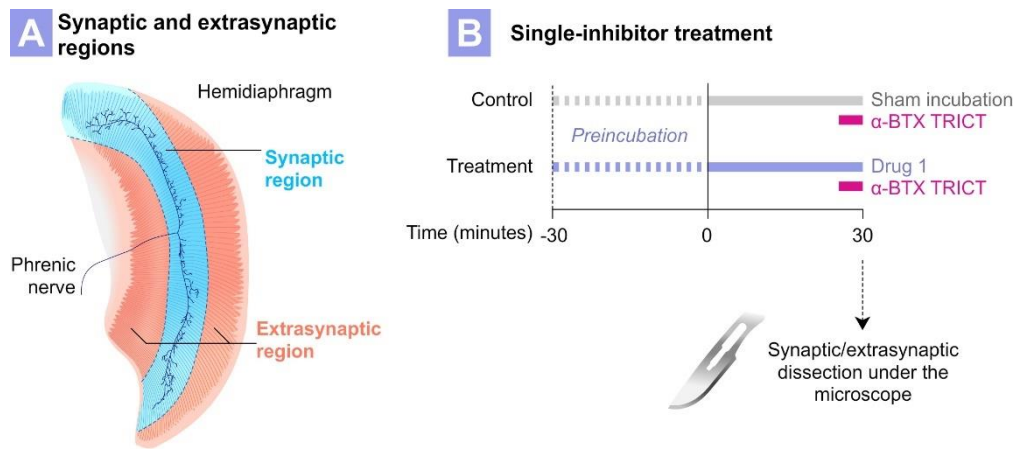 A
Synaptic and extrasynaptic
regions
Hemidiaphragm
Synaptic
region
Phrenic
nerve
Extrasynaptic
region
B
Single-inhibitor treatment
Control
Sham incubation
α-BTX TRICT
Preincubation
Treatment
Drug 1
α-BTX TRICT
Time (minutes) -30 0 30
Synaptic/extrasynaptic
dissection under the
microscope